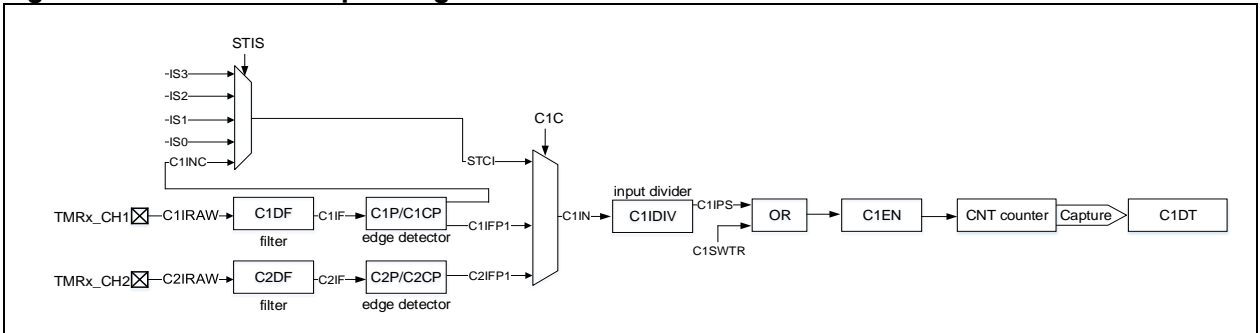 STIS
-IS3
-IS2
-IS1
-IS0
C1INC
C1C
STCI
TMRx_CH1
C1IRAW
C1DF
filter
C1IF
C1P/C1CP
edge detector
C1IFP1
TMRx_CH2
C2IRAW
C2DF
filter
C2IF
C2P/C2CP
edge detector
C2IFP1
C1IN
input divider
C1IDIV
C1IPS
C1SWTR
OR
C1EN
CNT counter
Capture
C1DT